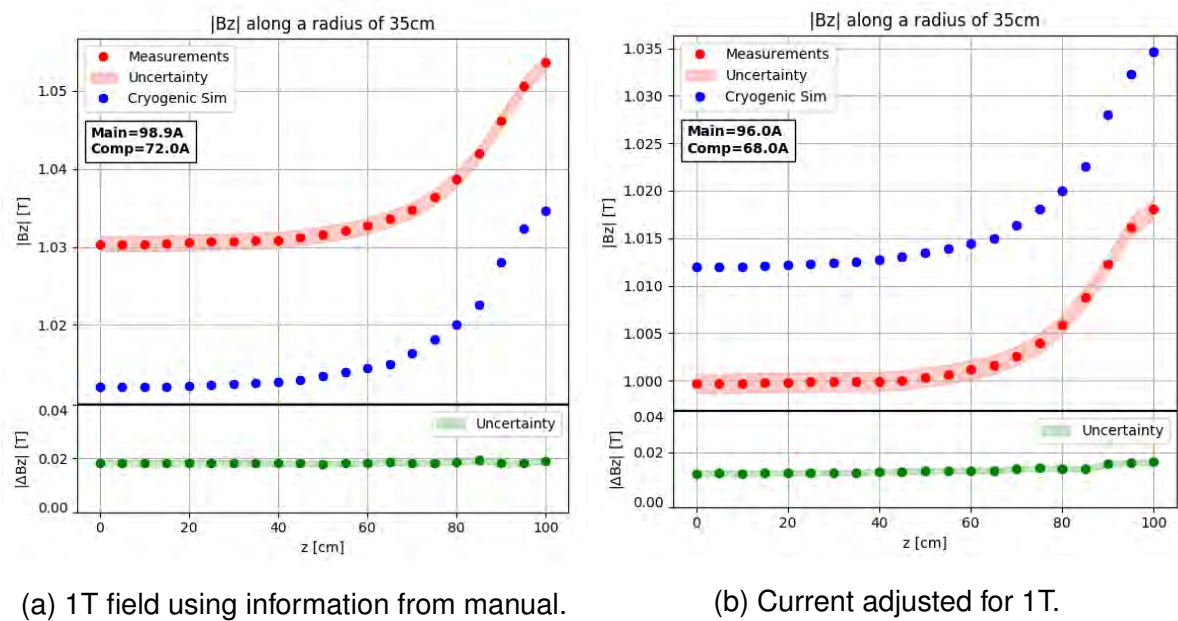 |Bz| along a radius of 35cm
Measurements
Uncertainty
Cryogenic Sim
Main=98.9A
Comp=72.0A
1.05
1.04
1.03
1.02
|Bz| [T]
0.04
0.02
0.00
|ΔBz| [T]
Uncertainty
0 20 40 60 80 100
z [cm]
(a) 1T field using information from manual.
|Bz| along a radius of 35cm
Measurements
Uncertainty
Cryogenic Sim
Main=96.0A
Comp=68.0A
1.035
1.030
1.025
1.020
1.015
1.010
1.005
1.000
|Bz| [T]
0.04
0.02
0.00
|ΔBz| [T]
Uncertainty
0 20 40 60 80 100
z [cm]
(b) Current adjusted for 1T.